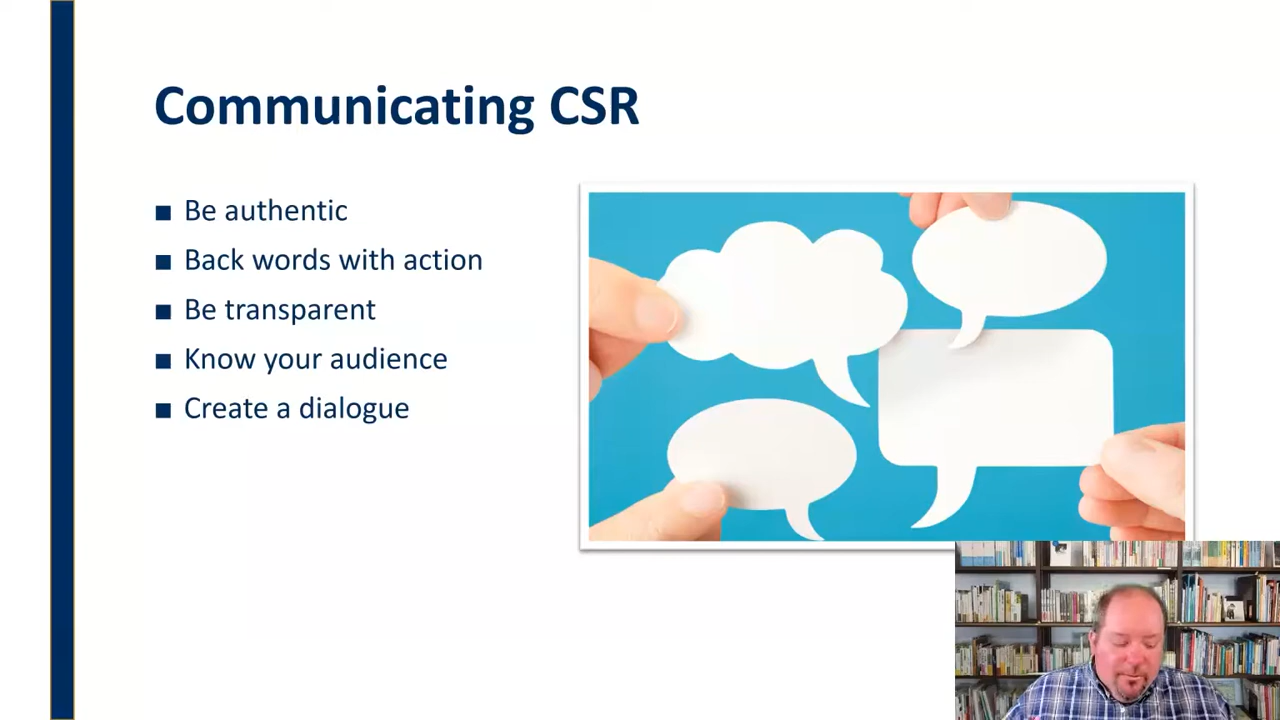 Communicating CSR
■ Be authentic
■ Back words with action
■ Be transparent
■ Know your audience
■ Create a dialogue